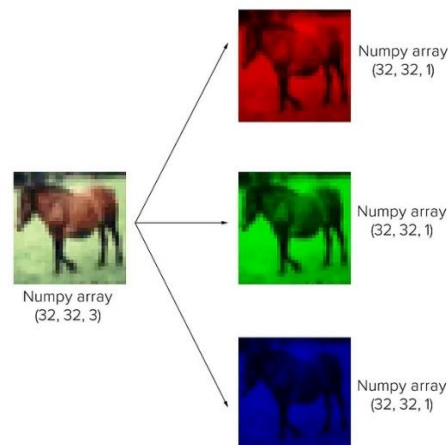 Numpy array
(32, 32, 1)
Numpy array
(32, 32, 1)
Numpy array
(32, 32, 3)
Numpy array
(32, 32, 1)